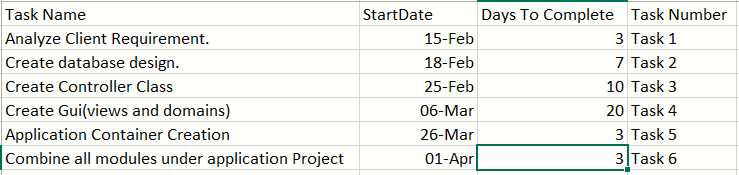 Task Name StartDate Days To Complete Task Number
Analyze Client Requirement. 15-Feb 3 Task 1
Create database design. 18-Feb 7 Task 2
Create Controller Class 25-Feb 10 Task 3
Create Gui(views and domains) 06-Mar 20 Task 4
Application Container Creation 26-Mar 3 Task 5
Combine all modules under application Project 01-Apr 3 Task 6